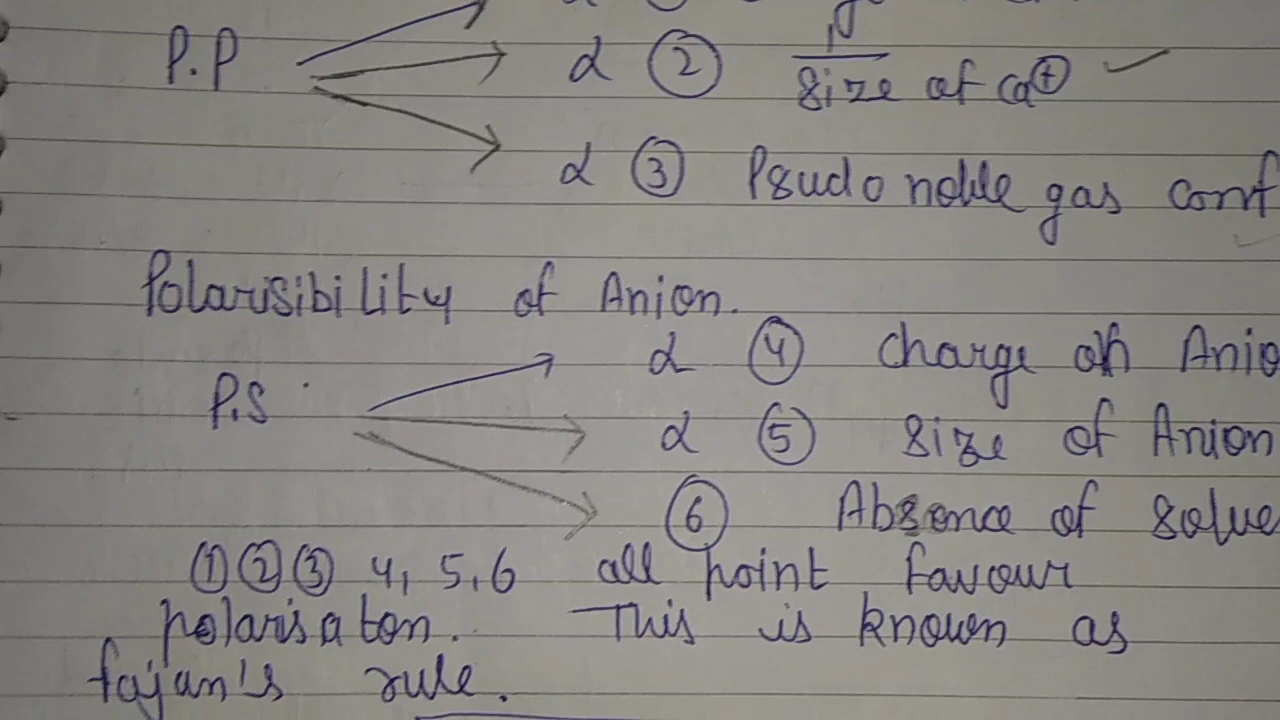 P.P
α ② 1/Size of Ca⊕ ✓
α ③ Psudo noble gas conf
Polarisibility of Anion.
α ④ Charge on Anio
P.S
α ⑤ Size of Anion
⑥ Absence of Solve
①②③ 4, 5, 6 all point favour
polarisaton. This is known as
fajan's rule.